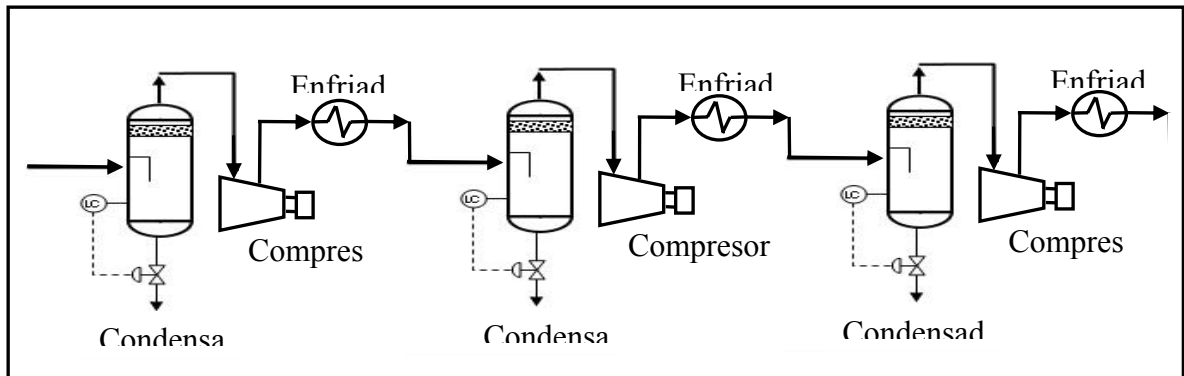 Enfriad
Enfriad
Enfriad
LC
LC
LC
Compres
Compresor
Compres
Condensa
Condensa
Condensad